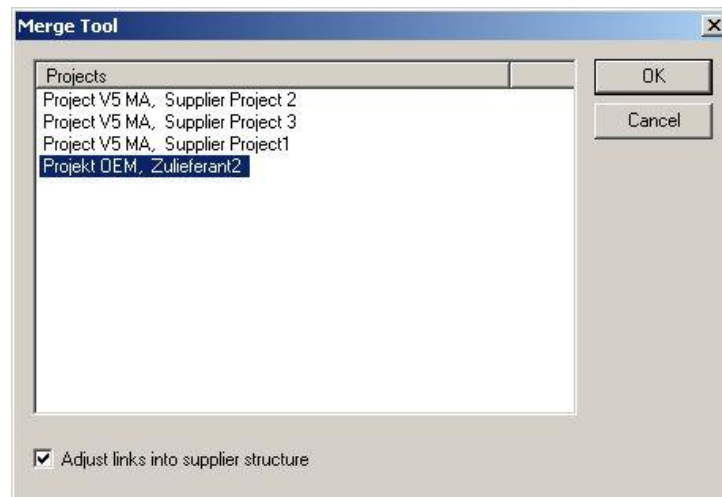 Merge Tool
Projects
OK
Project V5 MA, Supplier Project 2
Project V5 MA, Supplier Project 3
Cancel
Project V5 MA, Supplier Project1
Projekt OEM, Zulieferant2
Adjust links into supplier structure